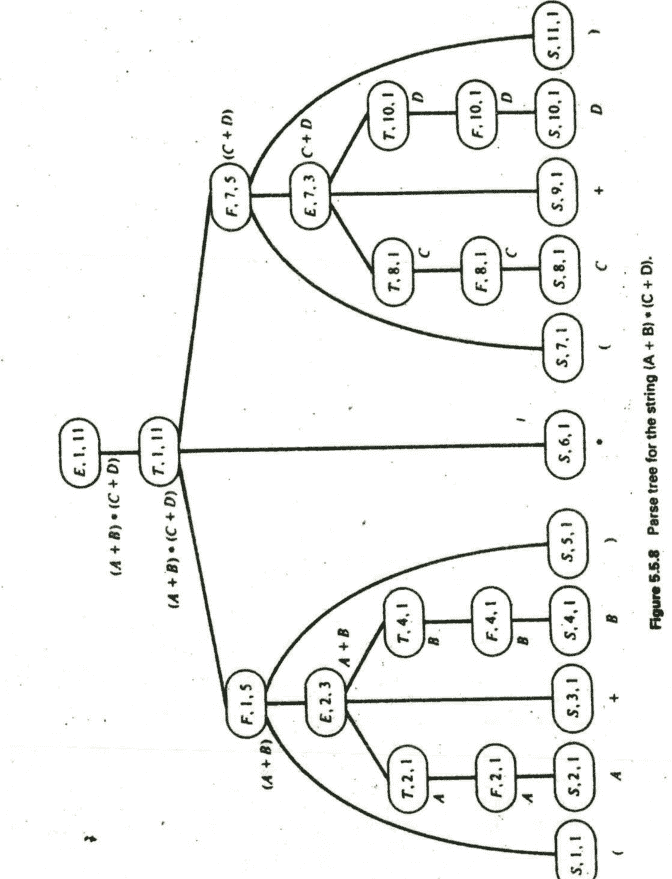 E, 1, 11
(A + B) * (C + D)
T, 1, 11
(A + B) * (C + D)
F, 1, 5
(A + B)
F, 7, 5
(C + D)
E, 2, 3
A + B
E, 7, 3
C + D
T, 2, 1
A
T, 4, 1
B
T, 8, 1
C
T, 10, 1
D
F, 2, 1
A
F, 4, 1
B
F, 8, 1
C
F, 10, 1
D
S, 1, 1
S, 2, 1
S, 3, 1
S, 4, 1
S, 5, 1
S, 6, 1
S, 7, 1
S, 8, 1
S, 9, 1
S, 10, 1
S, 11, 1
( A + B ) * ( C + D )
Figure 5.5.8 Parse tree for the string (A + B) * (C + D).